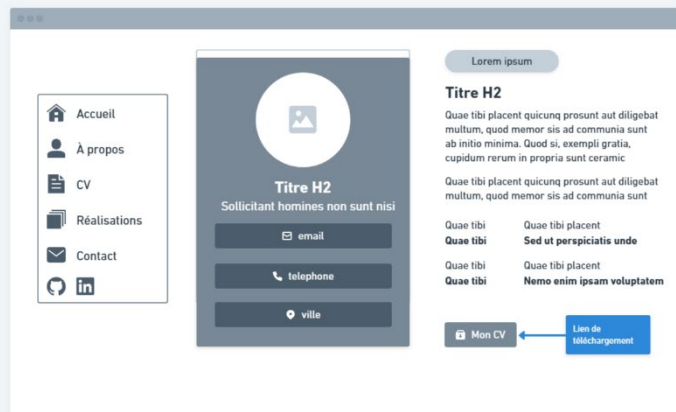 Accueil
À propos
CV
Réalisations
Contact
in
Titre H2
Sollicitant homines non sunt nisi
email
telephone
ville
Lorem ipsum
Titre H2
Quae tibi placent quicunq prosunt aut diligebat
multum, quod memor sis ad communia sunt
ab initio minima. Quod si, exempli gratia,
cupidum rerum in propria sunt ceramic
Quae tibi placent quicunq prosunt aut diligebat
multum, quod memor sis ad communia sunt
Quae tibi Quae tibi placent
Quae tibi Sed ut perspiciatis unde
Quae tibi Quae tibi placent
Quae tibi Nemo enim ipsam voluptatem
Mon CV
Lien de
téléchargement